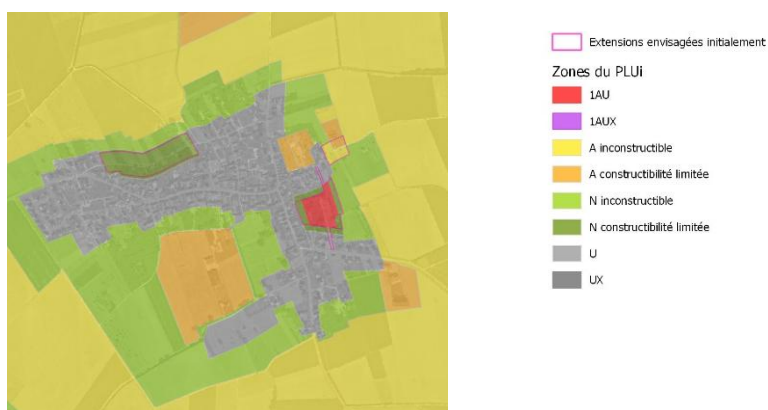 Extensions envisagées initialement
Zones du PLUi
1AU
1AUX
A inconstructible
A constructibilité limitée
N inconstructible
N constructibilité limitée
U
UX